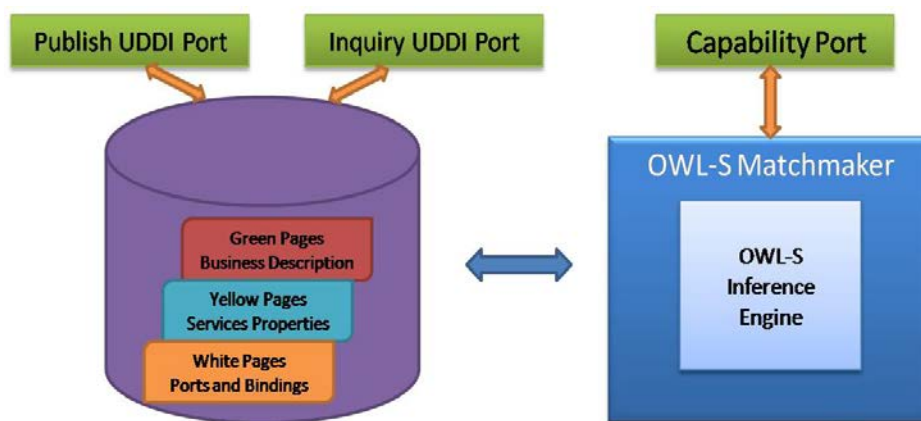 Publish UDDI Port
Inquiry UDDI Port
Capability Port
OWL-S Matchmaker
Green Pages
Business Description
Yellow Pages
Services Properties
White Pages
Ports and Bindings
OWL-S
Inference
Engine